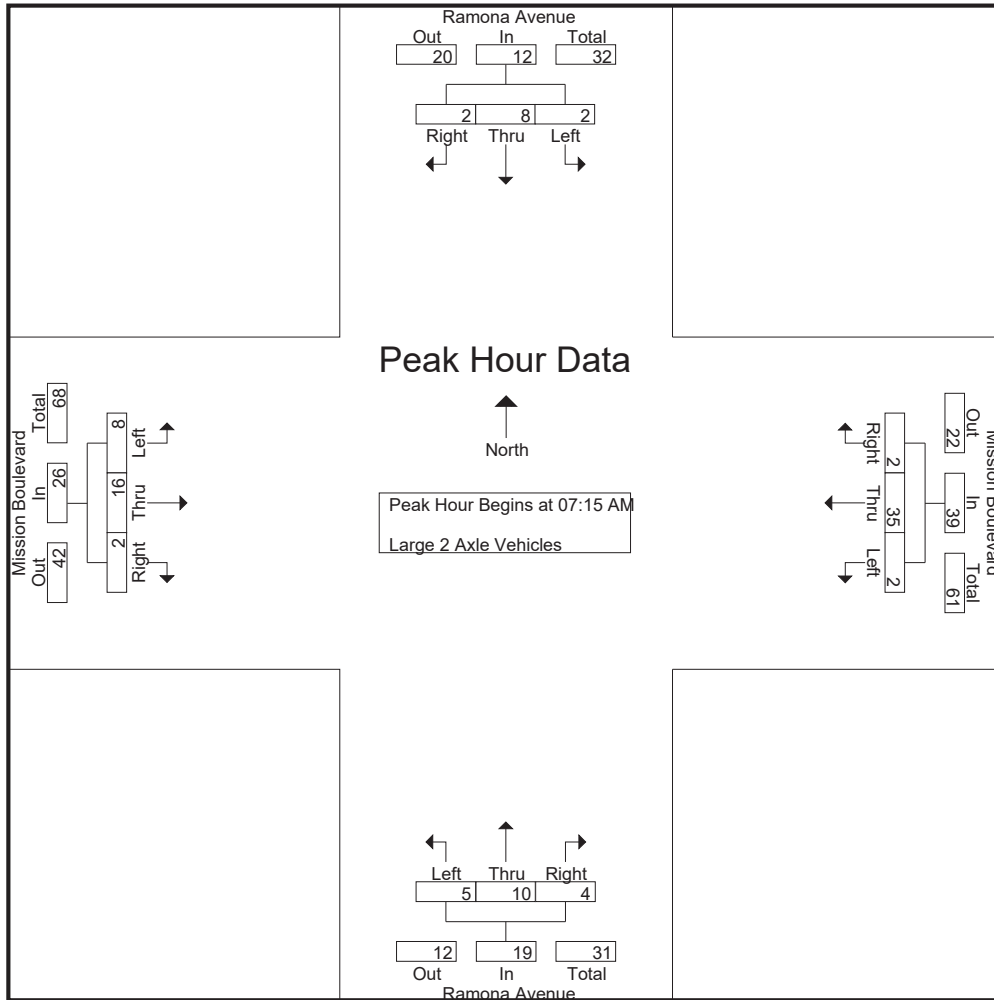 Ramona Avenue
Out In Total
20 12 32
2 8 2
Right Thru Left
Peak Hour Data
North
Peak Hour Begins at 07:15 AM
Large 2 Axle Vehicles
Mission Boulevard
Out In Total
42 26 68
8 16 2
Left Thru Right
Mission Boulevard
Out In Total
22 39 61
Right Thru Left
2 35 2
Left Thru Right
5 10 4
12 19 31
Out In Total
Ramona Avenue